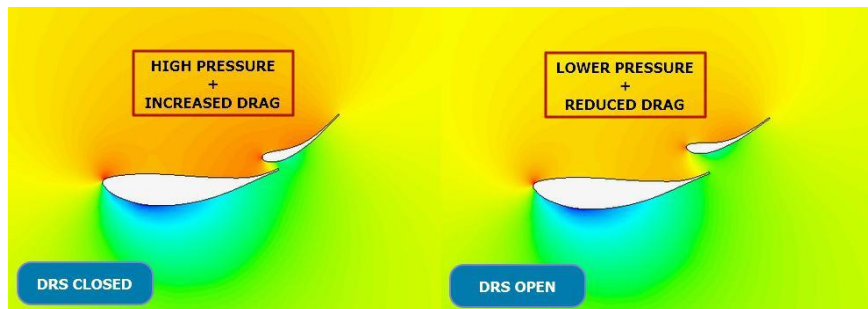 HIGH PRESSURE
+
INCREASED DRAG
DRS CLOSED
LOWER PRESSURE
+
REDUCED DRAG
DRS OPEN